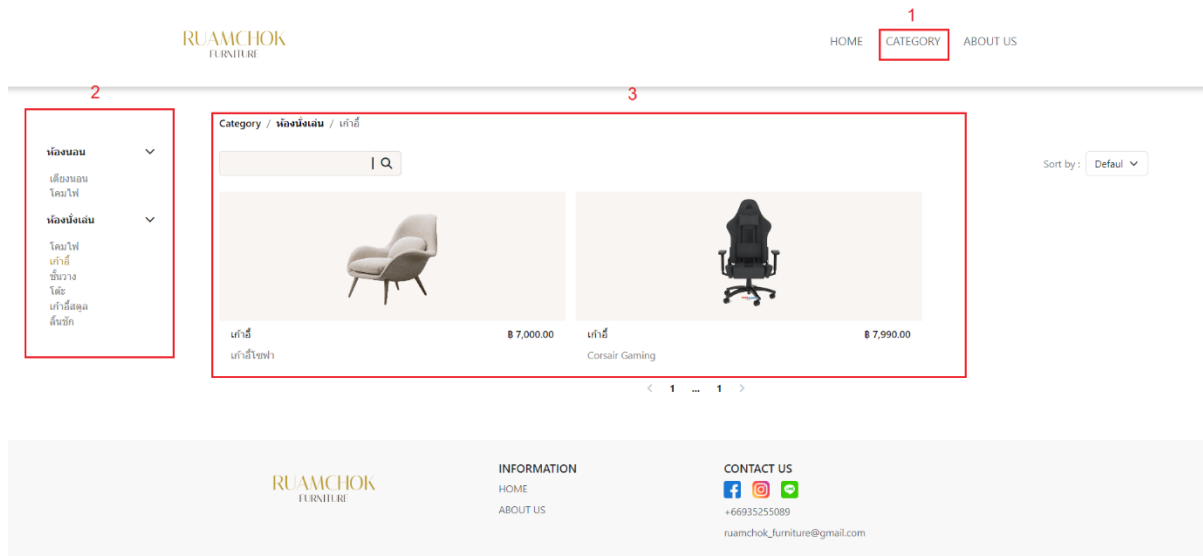 1
RUAMCHOK
FURNITURE
HOME CATEGORY ABOUT US
2
3
ห้องนอน
เตียงนอน
โคมไฟ
ห้องนั่งเล่น
โคมไฟ
เก้าอี้
ชั้นวาง
โต๊ะ
เก้าอี้สตูล
ลิ้นชัก
Category / ห้องนั่งเล่น / เก้าอี้
Sort by : Defaul
เก้าอี้ ฿ 7,000.00
เก้าอี้โซฟา
เก้าอี้ ฿ 7,990.00
Corsair Gaming
< 1 ... 1 >
RUAMCHOK
FURNITURE
INFORMATION
HOME
ABOUT US
CONTACT US
+66935255089
ruamchok_furniture@gmail.com